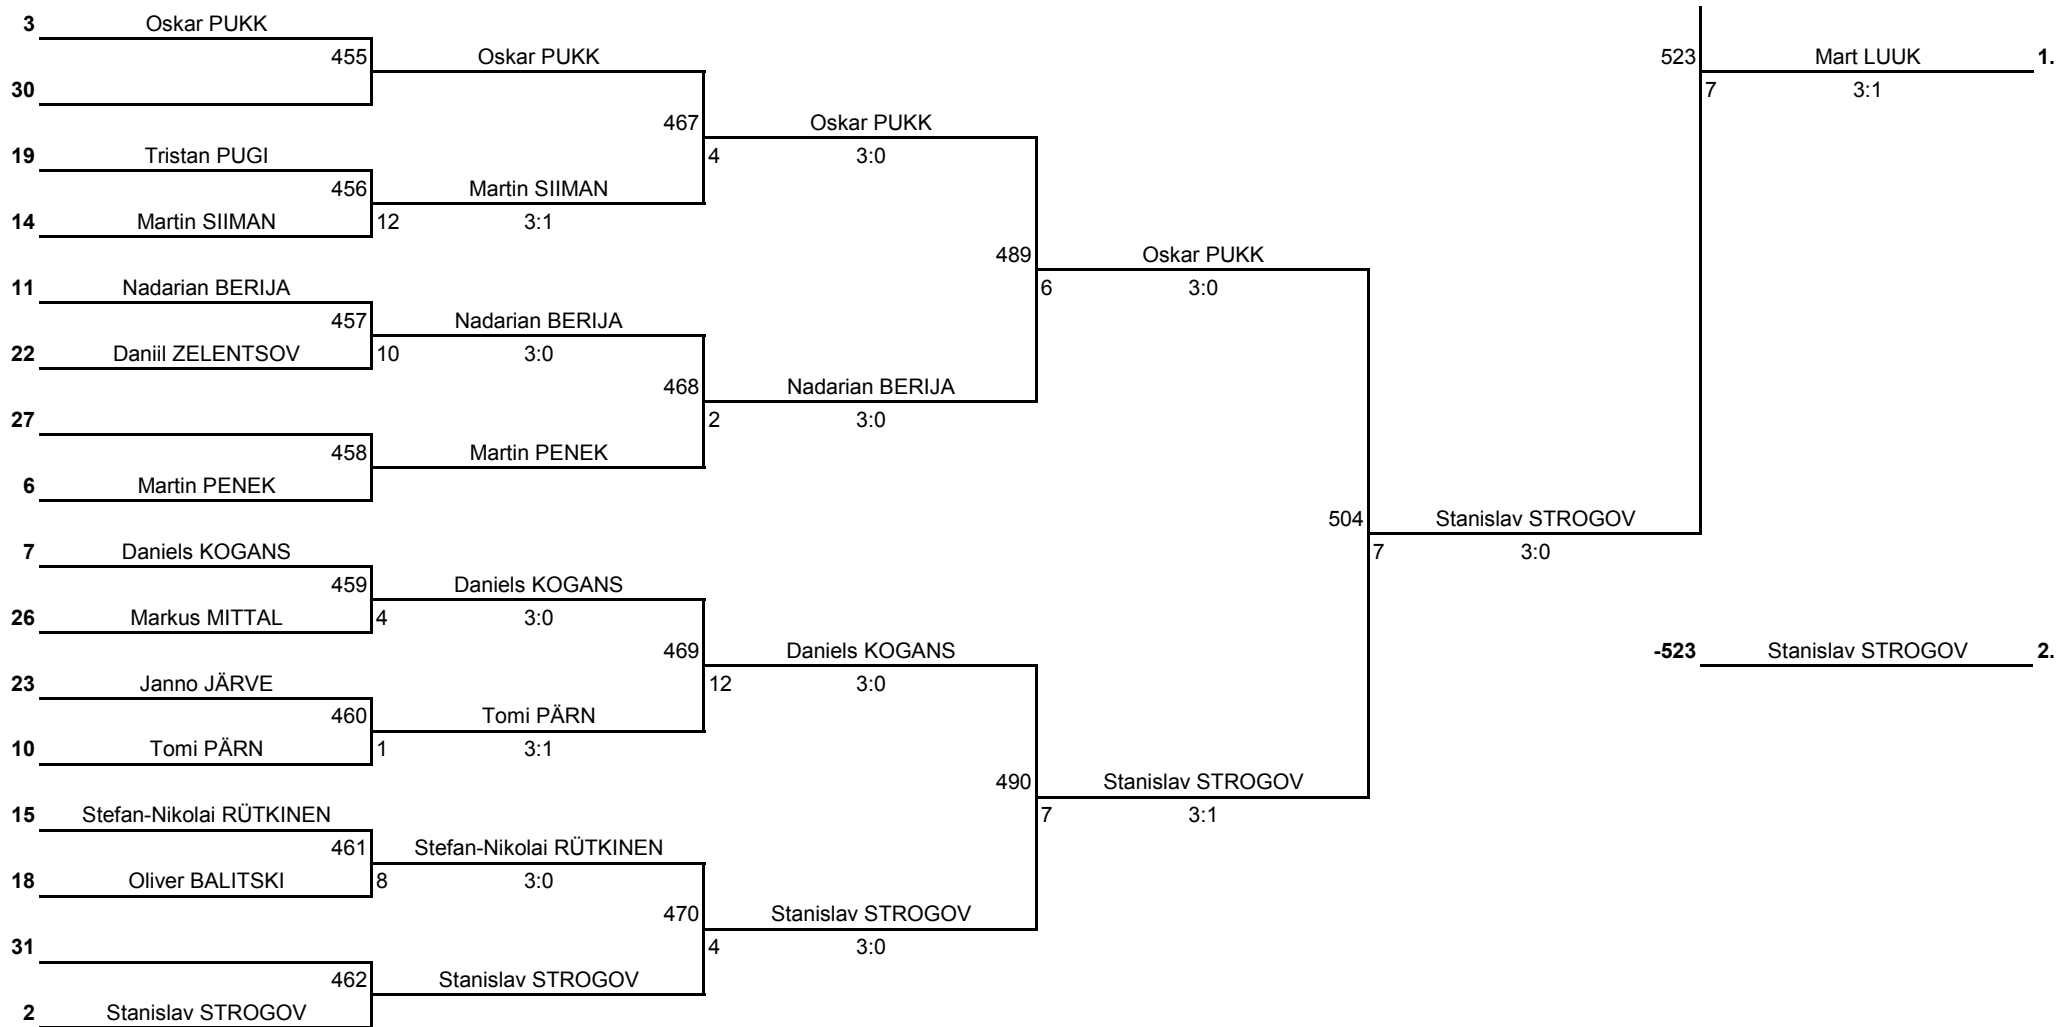 3 Oskar PUKK
455 Oskar PUKK 523 Mart LUUK 1.
30 7 3:1
467 Oskar PUKK
19 Tristan PUGI 4 3:0
456 Martin SIIMAN
14 Martin SIIMAN 12 3:1
489 Oskar PUKK
11 Nadarian BERIJA 6 3:0
457 Nadarian BERIJA
22 Daniil ZELENTSOV 10 3:0
468 Nadarian BERIJA
27 2 3:0
458 Martin PENEK
6 Martin PENEK
504 Stanislav STROGOV
7 Daniels KOGANS 7 3:0
459 Daniels KOGANS
26 Markus MITTAL 4 3:0
469 Daniels KOGANS -523 Stanislav STROGOV 2.
23 Janno JÄRVE 12 3:0
460 Tomi PÄRN
10 Tomi PÄRN 1 3:1
490 Stanislav STROGOV
15 Stefan-Nikolai RÜTKINEN 7 3:1
461 Stefan-Nikolai RÜTKINEN
18 Oliver BALITSKI 8 3:0
470 Stanislav STROGOV
31 4 3:0
462 Stanislav STROGOV
2 Stanislav STROGOV